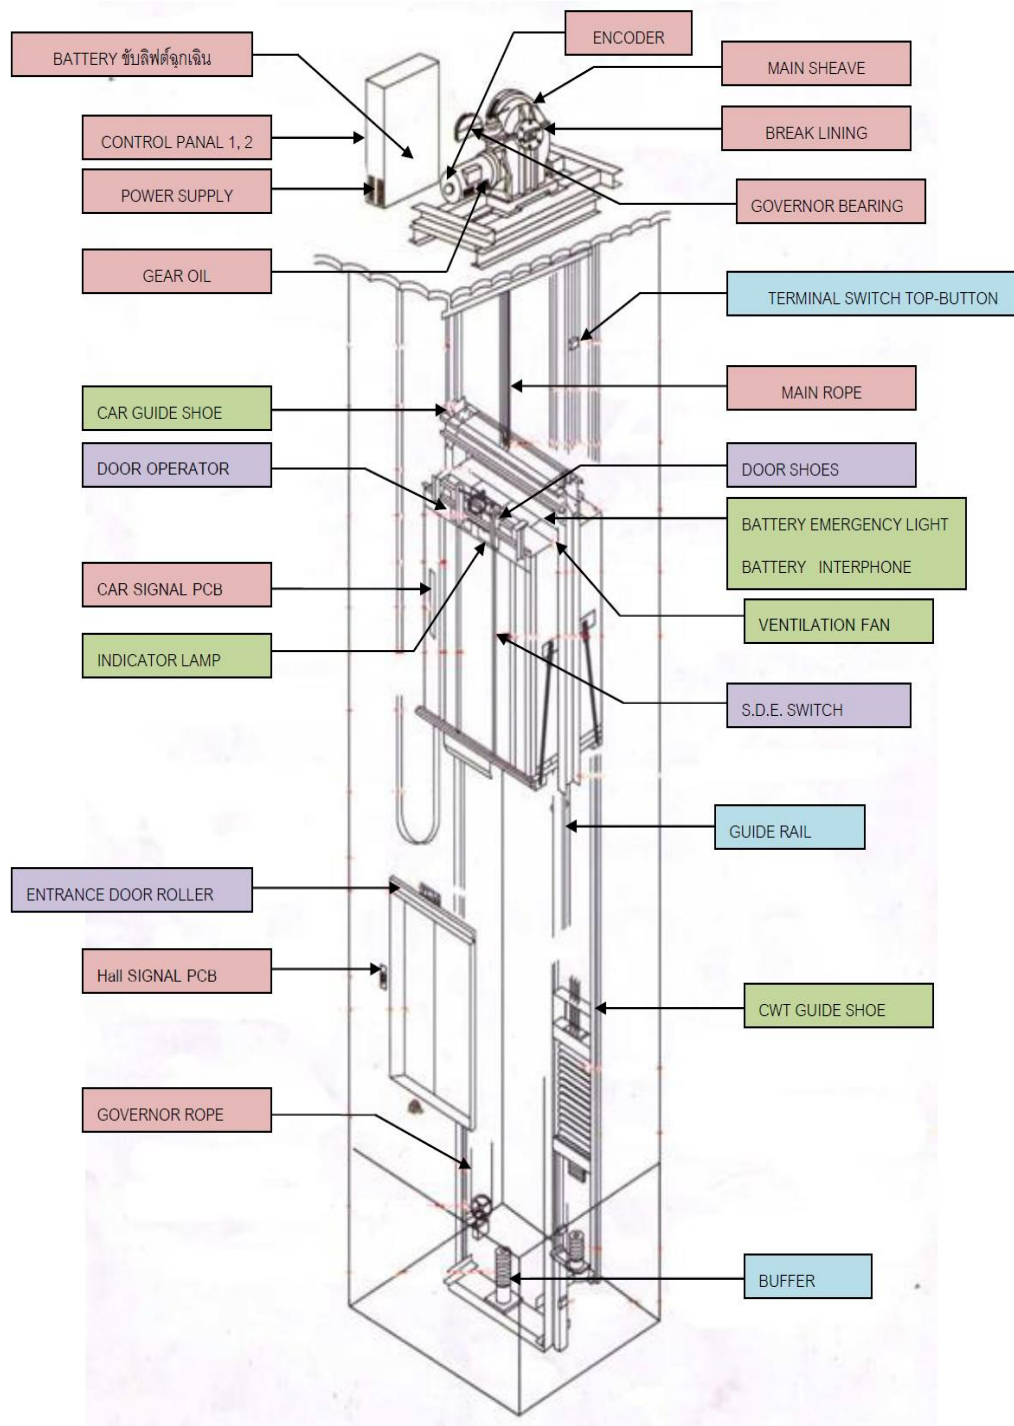 ENCODER
BATTERY ขับลิฟต์ฉุกเฉิน
MAIN SHEAVE
CONTROL PANAL 1, 2
BREAK LINING
POWER SUPPLY
GOVERNOR BEARING
GEAR OIL
TERMINAL SWITCH TOP-BUTTON
MAIN ROPE
CAR GUIDE SHOE
DOOR OPERATOR
DOOR SHOES
BATTERY EMERGENCY LIGHT
BATTERY INTERPHONE
CAR SIGNAL PCB
VENTILATION FAN
INDICATOR LAMP
S.D.E. SWITCH
GUIDE RAIL
ENTRANCE DOOR ROLLER
Hall SIGNAL PCB
CWT GUIDE SHOE
GOVERNOR ROPE
BUFFER